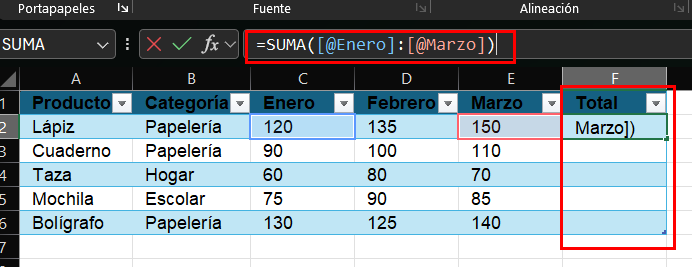 Portapapeles Fuente Alineación
SUMA fx =SUMA([@Enero]:[@Marzo])
A B C D E F
1 Producto Categoría Enero Febrero Marzo Total
2 Lápiz Papelería 120 135 150 Marzo])
3 Cuaderno Papelería 90 100 110
4 Taza Hogar 60 80 70
5 Mochila Escolar 75 90 85
6 Bolígrafo Papelería 130 125 140
7